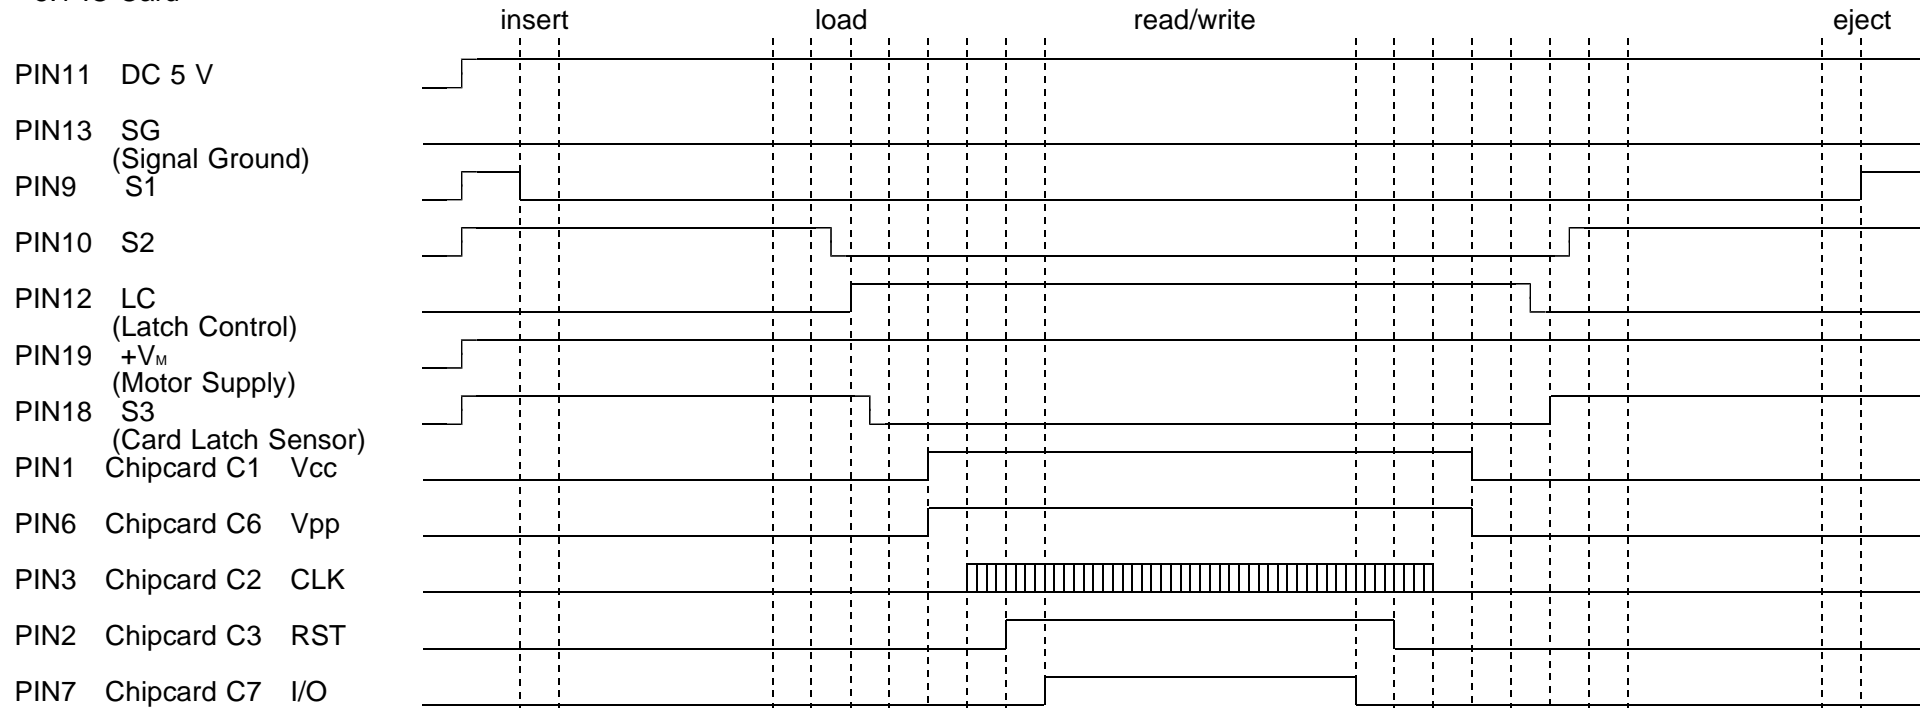 IC Card
insert load read/write eject
PIN11 DC 5 V
PIN13 SG
(Signal Ground)
PIN9 S1
PIN10 S2
PIN12 LC
(Latch Control)
PIN19 +VM
(Motor Supply)
PIN18 S3
(Card Latch Sensor)
PIN1 Chipcard C1 Vcc
PIN6 Chipcard C6 Vpp
PIN3 Chipcard C2 CLK
PIN2 Chipcard C3 RST
PIN7 Chipcard C7 I/O